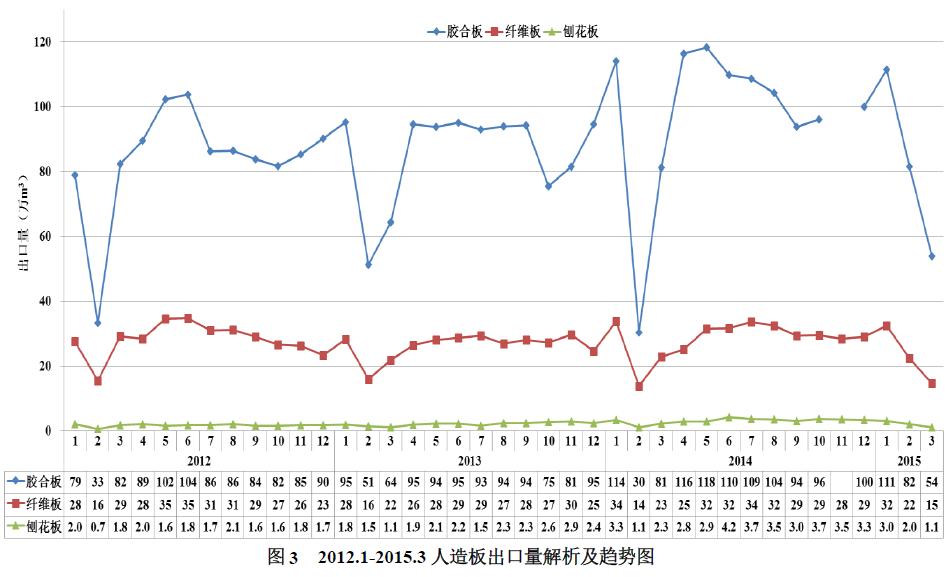 胶合板 纤维板 刨花板
120
100
80
60
40
20
0
出口量（万m³）
1 2 3 4 5 6 7 8 9 10 11 12 1 2 3 4 5 6 7 8 9 10 11 12 1 2 3 4 5 6 7 8 9 10 12 1 2 3
2012 2013 2014 2015
胶合板 79 33 82 89 102 104 86 86 84 82 85 90 95 51 64 95 94 95 93 94 94 75 81 95 114 30 81 116 118 110 109 104 94 96 100 111 82 54
纤维板 28 16 29 28 35 35 31 31 29 27 26 23 28 16 22 26 28 29 29 27 28 27 30 25 34 14 23 25 32 32 34 32 29 29 28 29 32 22 15
刨花板 2.0 0.7 1.8 2.0 1.6 1.8 1.7 2.1 1.6 1.6 1.8 1.7 1.8 1.5 1.1 1.9 2.1 2.2 1.5 2.3 2.3 2.6 2.9 2.4 3.3 1.1 2.3 2.8 2.9 4.2 3.7 3.5 3.0 3.7 3.5 3.3 3.0 2.0 1.1
图 3 2012.1-2015.3 人造板出口量解析及趋势图